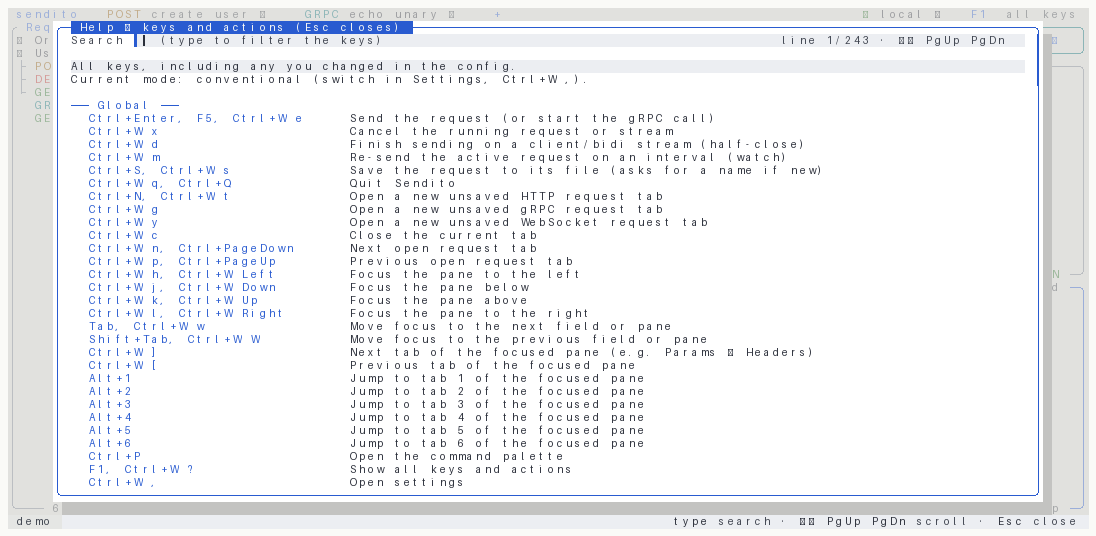 sendito POST create user GRPC echo unary + local F1 all keys
Req Help keys and actions (Esc closes)
Or Search (type to filter the keys) line 1/243 · PgUp PgDn
Us
PO All keys, including any you changed in the config.
DE Current mode: conventional (switch in Settings, Ctrl+W ,).
GE
GR Global
GE Ctrl+Enter, F5, Ctrl+W e Send the request (or start the gRPC call)
Ctrl+W x Cancel the running request or stream
Ctrl+W d Finish sending on a client/bidi stream (half-close)
Ctrl+W m Re-send the active request on an interval (watch)
Ctrl+S, Ctrl+W s Save the request to its file (asks for a name if new)
Ctrl+W q, Ctrl+Q Quit Sendito
Ctrl+N, Ctrl+W t Open a new unsaved HTTP request tab
Ctrl+W g Open a new unsaved gRPC request tab
Ctrl+W y Open a new unsaved WebSocket request tab
Ctrl+W c Close the current tab
Ctrl+W n, Ctrl+PageDown Next open request tab
Ctrl+W p, Ctrl+PageUp Previous open request tab
Ctrl+W h, Ctrl+W Left Focus the pane to the left
Ctrl+W j, Ctrl+W Down Focus the pane below
Ctrl+W k, Ctrl+W Up Focus the pane above
Ctrl+W l, Ctrl+W Right Focus the pane to the right
Tab, Ctrl+W w Move focus to the next field or pane
Shift+Tab, Ctrl+W W Move focus to the previous field or pane
Ctrl+W ] Next tab of the focused pane (e.g. Params Headers)
Ctrl+W [ Previous tab of the focused pane
Alt+1 Jump to tab 1 of the focused pane
Alt+2 Jump to tab 2 of the focused pane
Alt+3 Jump to tab 3 of the focused pane
Alt+4 Jump to tab 4 of the focused pane
Alt+5 Jump to tab 5 of the focused pane
Alt+6 Jump to tab 6 of the focused pane
Ctrl+P Open the command palette
F1, Ctrl+W ? Show all keys and actions
Ctrl+W , Open settings
demo type search · PgUp PgDn scroll · Esc close